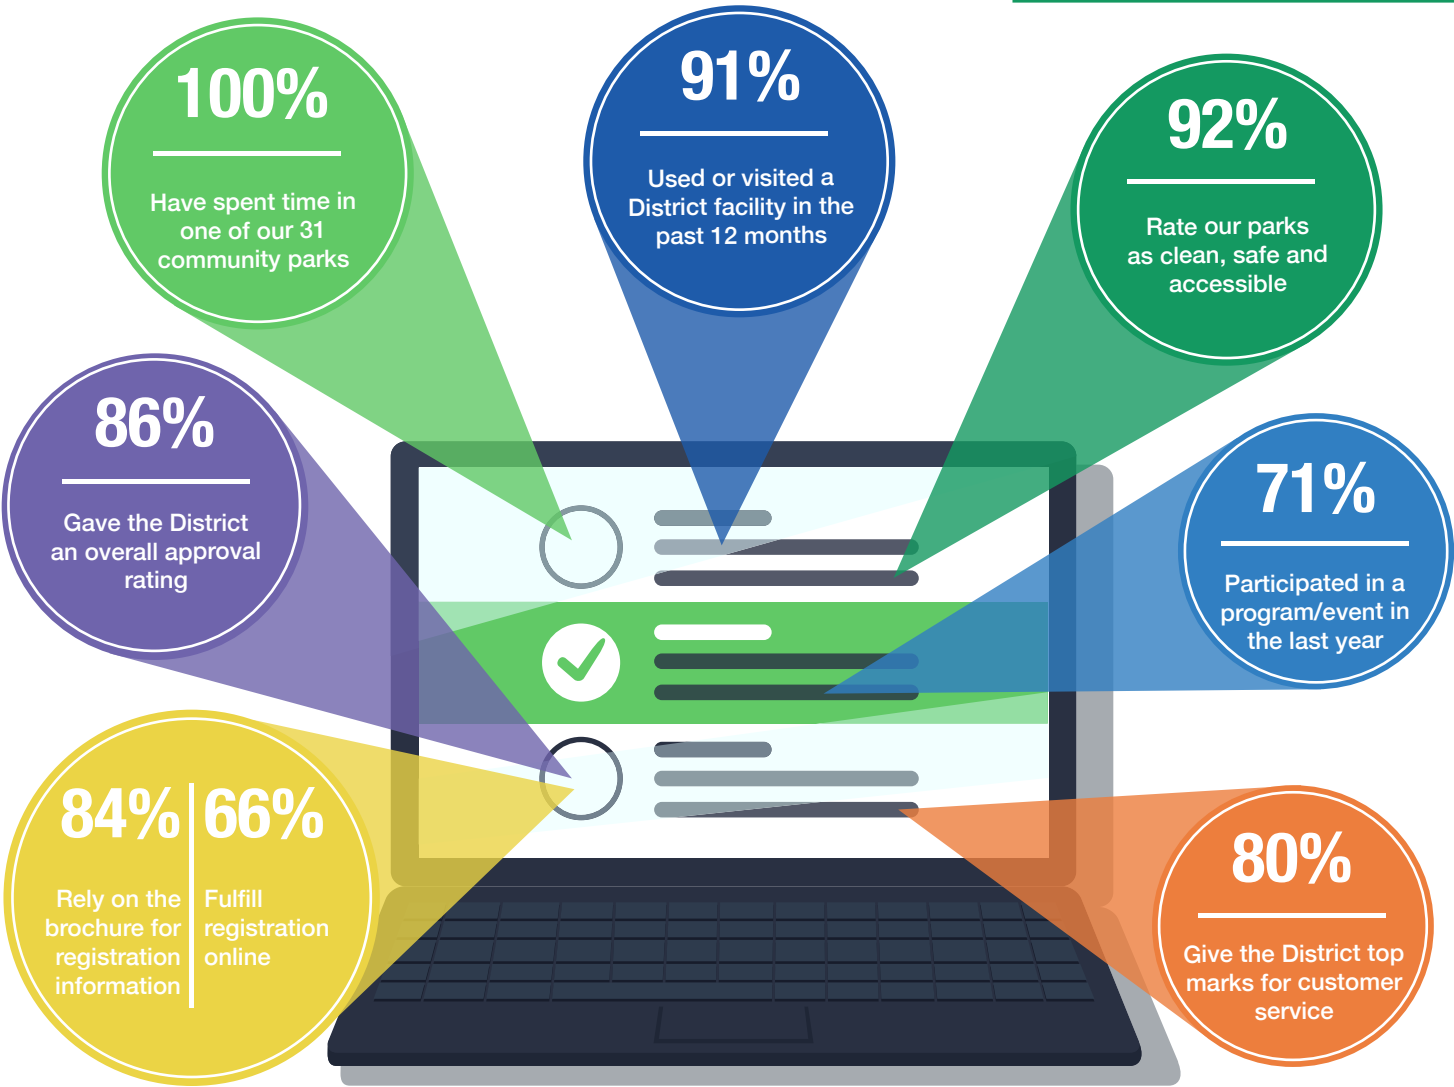 100%
Have spent time in
one of our 31
community parks
91%
Used or visited a
District facility in the
past 12 months
92%
Rate our parks
as clean, safe and
accessible
86%
Gave the District
an overall approval
rating
71%
Participated in a
program/event in
the last year
84%
Rely on the
brochure for
registration
information
66%
Fulfill
registration
online
80%
Give the District top
marks for customer
service